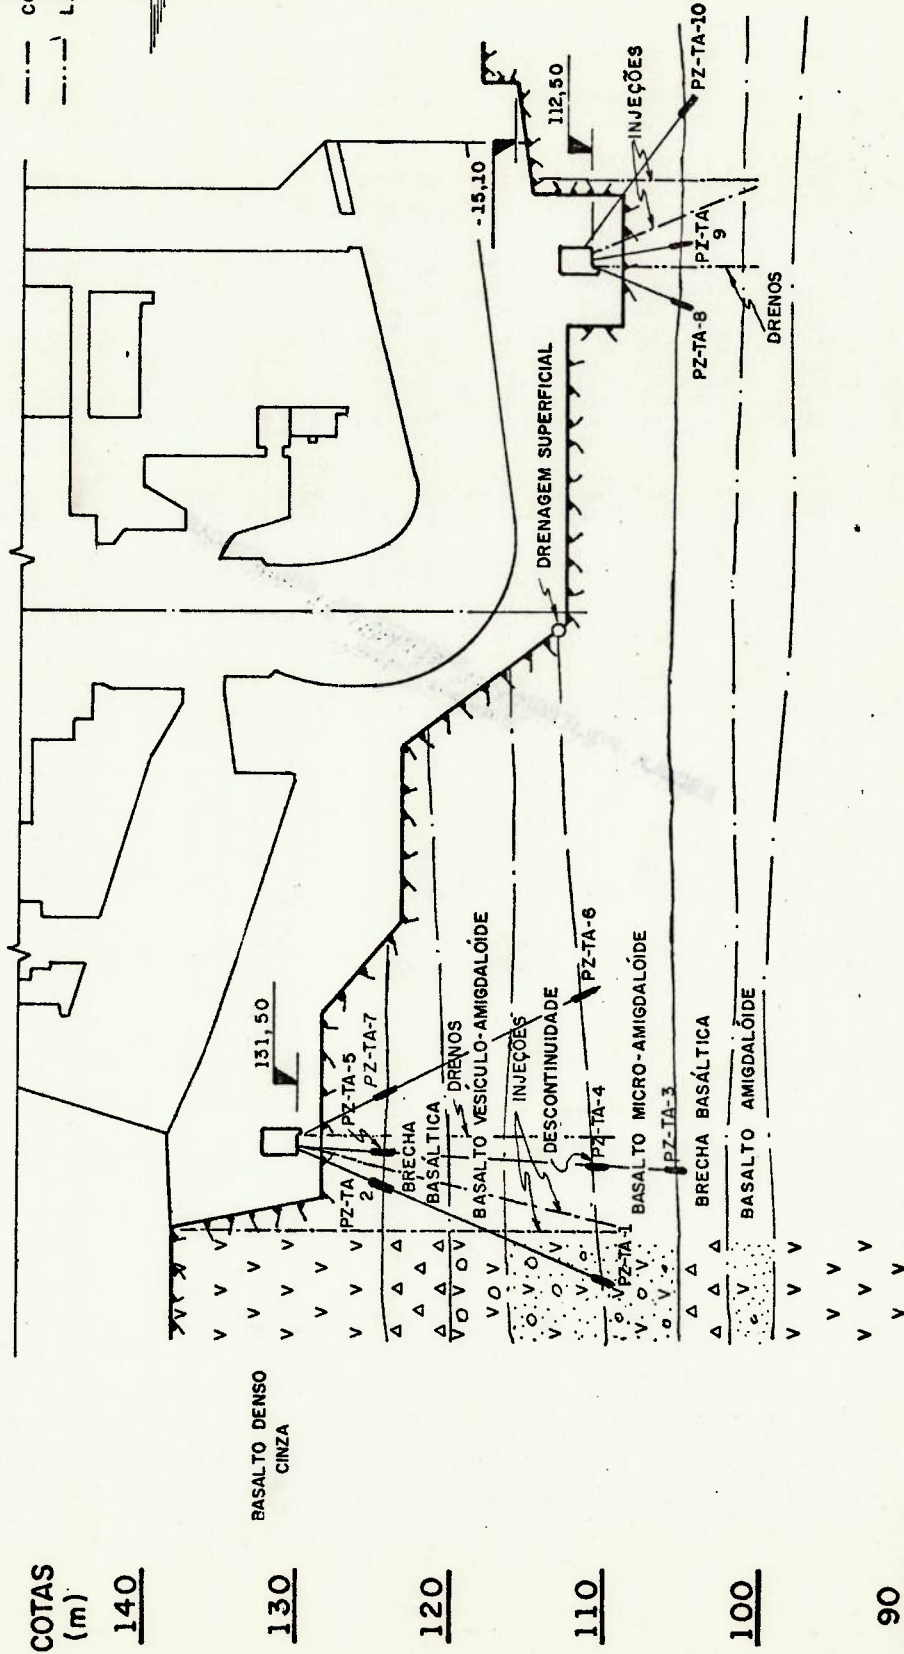 COTAS
(m)
140
130
120
110
100
90
BASALTO DENSO
CINZA
131,50
PZ-TA
2
PZ-TA-5
PZ-TA-7
BRECHA
BASÁLTICA
DRENOS
BASALTO VESÍCULO-AMIGDALÓIDE
INJEÇÕES
DESCONTINUIDADE
PZ-TA-1
PZ-TA-4
PZ-TA-6
BASALTO MICRO-AMIGDALÓIDE
PZ-TA-3
BRECHA BASÁLTICA
BASALTO AMIGDALÓIDE
DRENAGEM SUPERFICIAL
-15,10
112,50
INJEÇÕES
PZ-TA-8
PZ-TA
9
PZ-TA-10
DRENOS